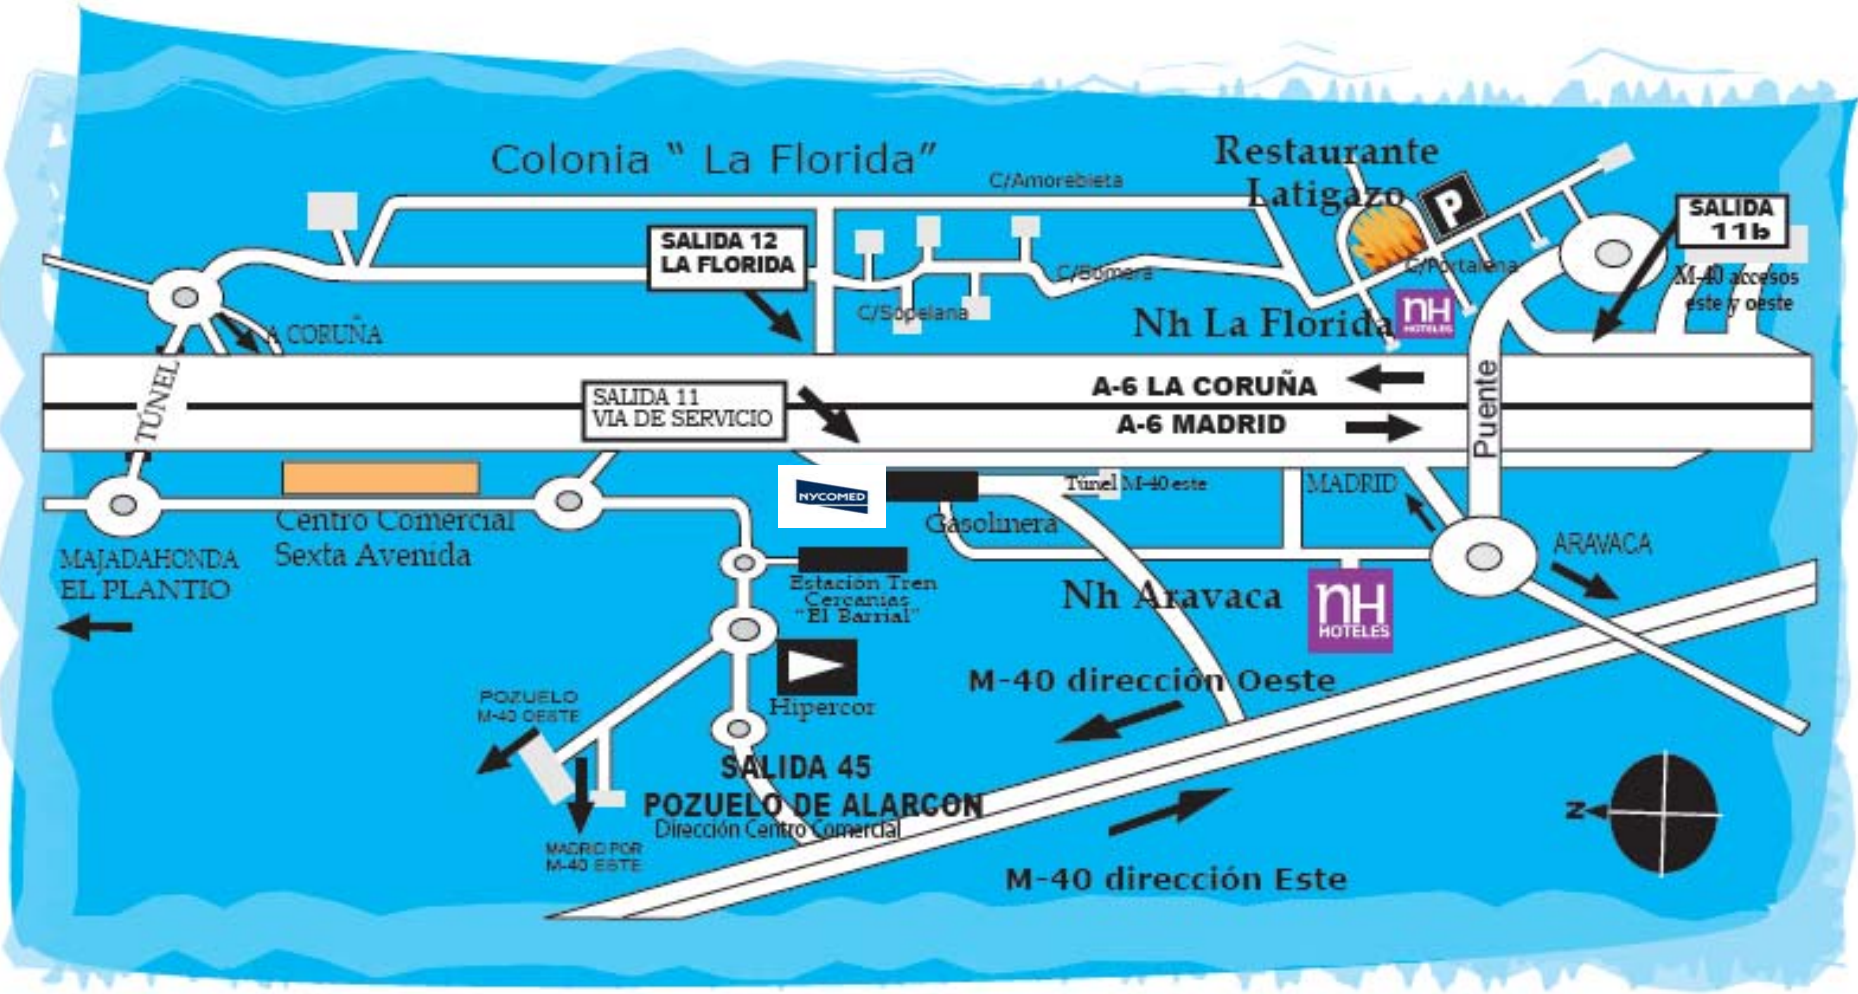 Colonia “ La Florida”
C/Amorebieta
Restaurante
Latigazo
P
SALIDA
11b
M-40 accesos
este y oeste
SALIDA 12
LA FLORIDA
C/Sopelana
C/Bomera
C/Portalena
Nh La Florida
nH
HOTELES
A CORUÑA
TÚNEL
SALIDA 11
VIA DE SERVICIO
A-6 LA CORUÑA
A-6 MADRID
Puente
NYCOMED
Túnel M-40 este
Gasolinera
MADRID
ARAVACA
Centro Comercial
Sexta Avenida
MAJADAHONDA
EL PLANTIO
Estación Tren
Cercanias
"El Barrial"
Nh Aravaca
nH
HOTELES
Hipercor
POZUELO
M-40 OESTE
M-40 dirección Oeste
SALIDA 45
POZUELO DE ALARCON
Dirección Centro Comercial
MADRID POR
M-40 ESTE
M-40 dirección Este
N